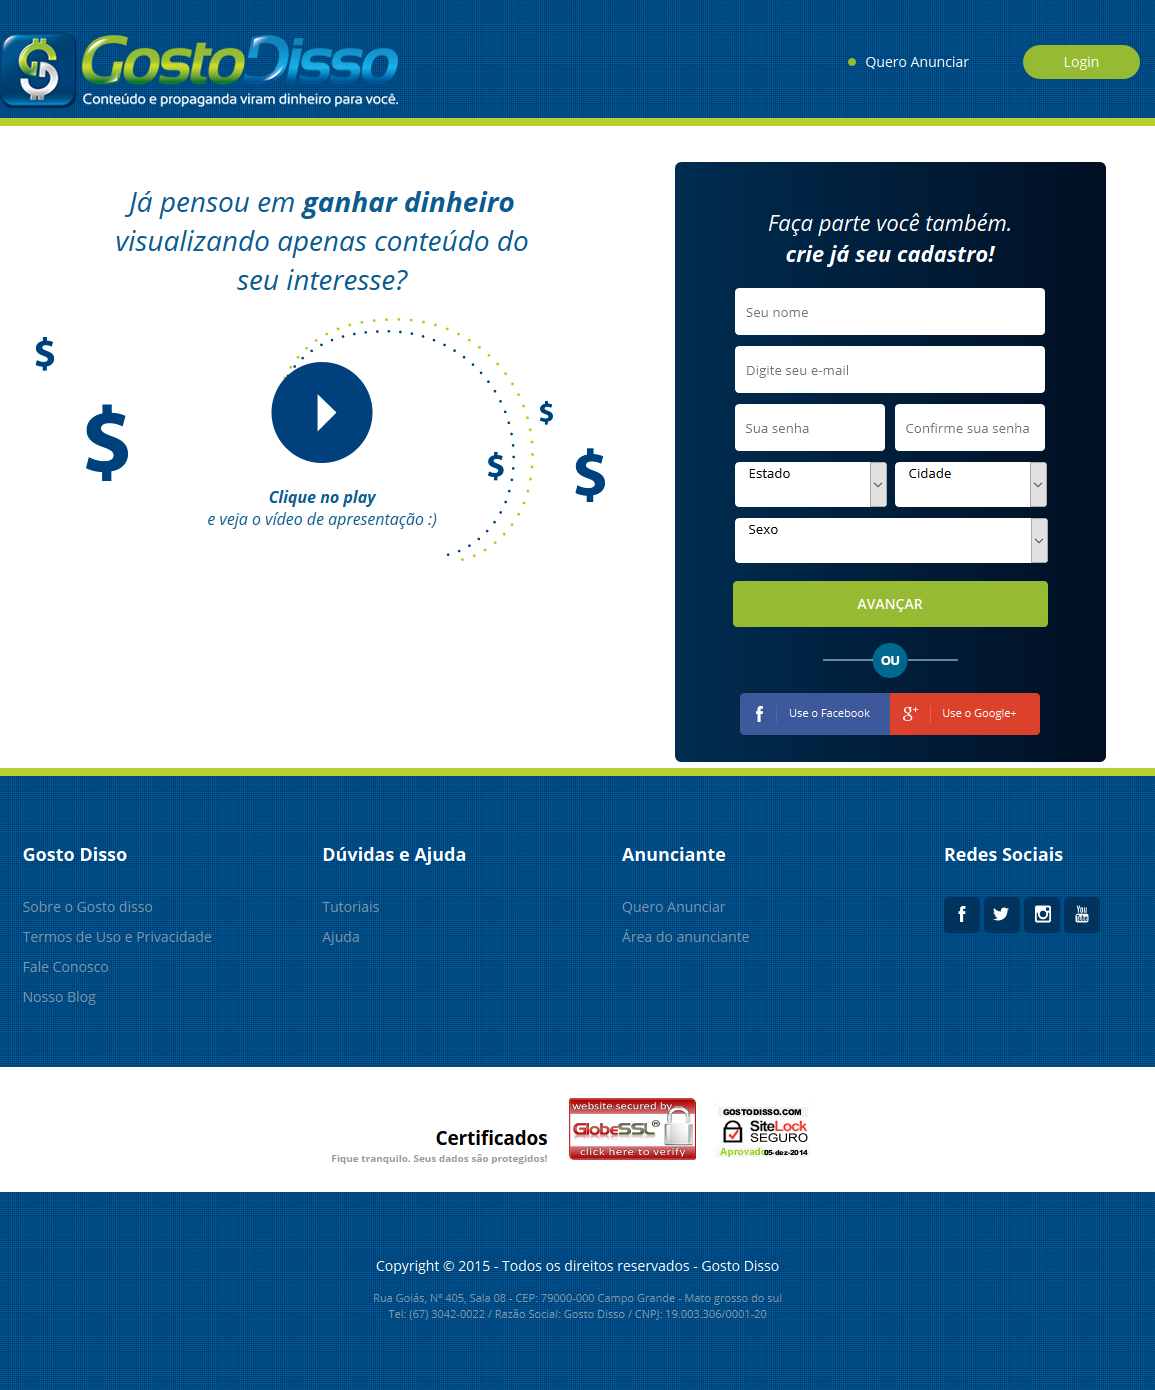 GostoDisso
Conteúdo e propaganda viram dinheiro para você.
Quero Anunciar
Login
Já pensou em ganhar dinheiro
visualizando apenas conteúdo do
seu interesse?
$
$
$
$
$
Clique no play
e veja o vídeo de apresentação :)
Faça parte você também.
crie já seu cadastro!
Seu nome
Digite seu e-mail
Sua senha
Confirme sua senha
Estado
Cidade
Sexo
AVANÇAR
OU
f Use o Facebook
g+ Use o Google+
Gosto Disso
Sobre o Gosto disso
Termos de Uso e Privacidade
Fale Conosco
Nosso Blog
Dúvidas e Ajuda
Tutoriais
Ajuda
Anunciante
Quero Anunciar
Área do anunciante
Redes Sociais
f
You
Tube
Certificados
Fique tranquilo. Seus dados são protegidos!
website secured by
GlobeSSL®
click here to verify
GOSTODISSO.COM
SiteLock
SEGURO
Aprovado 05-dez-2014
Copyright © 2015 - Todos os direitos reservados - Gosto Disso
Rua Goiás, Nº 405, Sala 08 - CEP: 79000-000 Campo Grande - Mato grosso do sul
Tel: (67) 3042-0022 / Razão Social: Gosto Disso / CNPJ: 19.003.306/0001-20